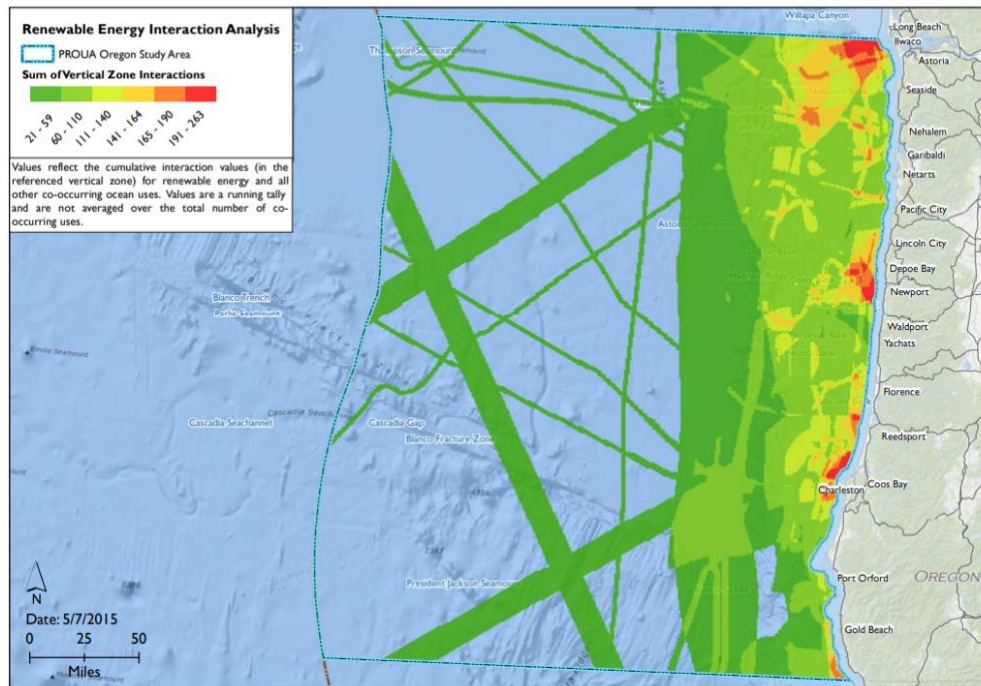 Renewable Energy Interaction Analysis
PROUA Oregon Study Area
Sum of Vertical Zone Interactions
21 - 59
60 - 110
111 - 140
141 - 164
165 - 190
191 - 263
Values reflect the cumulative interaction values (in the
referenced vertical zone) for renewable energy and all
other co-occurring ocean uses. Values are a running tally
and are not averaged over the total number of co-
occurring uses.
Willapa Canyon
Long Beach
Ilwaco
Thompson Seamount
Astoria
Seaside
Nehalem
Garibaldi
Netarts
Pacific City
Lincoln City
Depoe Bay
Newport
Blanco Trench
Parks Seamount
Waldport
Yachats
Florence
Cascadia Seachannel
Cascadia Gap
Blanco Fracture Zone
Reedsport
Charleston
Coos Bay
President Jackson Seamount
Port Orford
OREGON
Gold Beach
N
Date: 5/7/2015
0 25 50
Miles